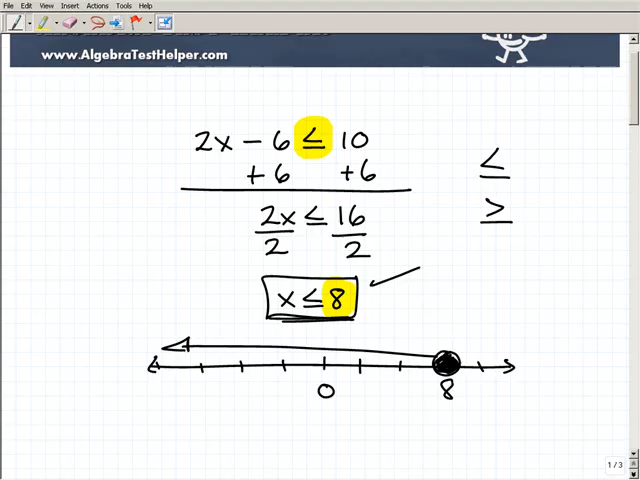 File Edit View Insert Actions Tools Help
www.AlgebraTestHelper.com
2x - 6 ≤ 10
+ 6 +6
≤
≥
2x ≤ 16
2 2
x ≤ 8
0 8
1 / 3